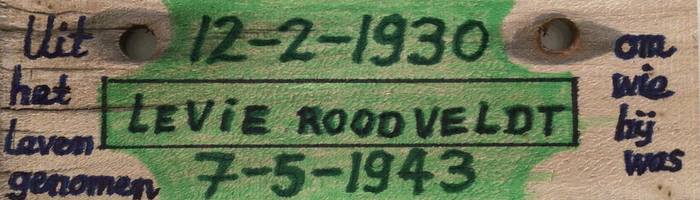 Uit
het
leven
genomen
12-2-1930
LEVIE ROODVELDT
7-5-1943
om
wie
hij
was